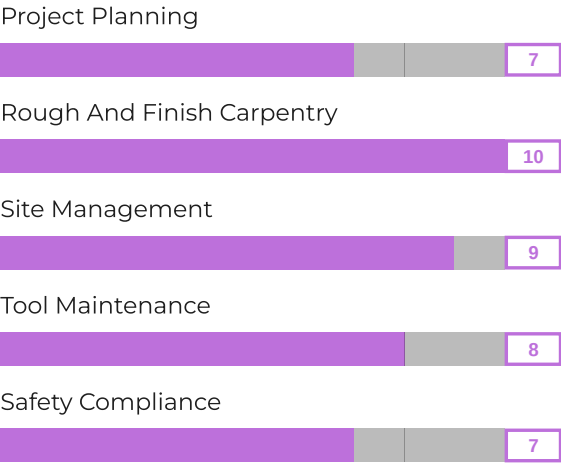 Project Planning
7
Rough And Finish Carpentry
10
Site Management
9
Tool Maintenance
8
Safety Compliance
7